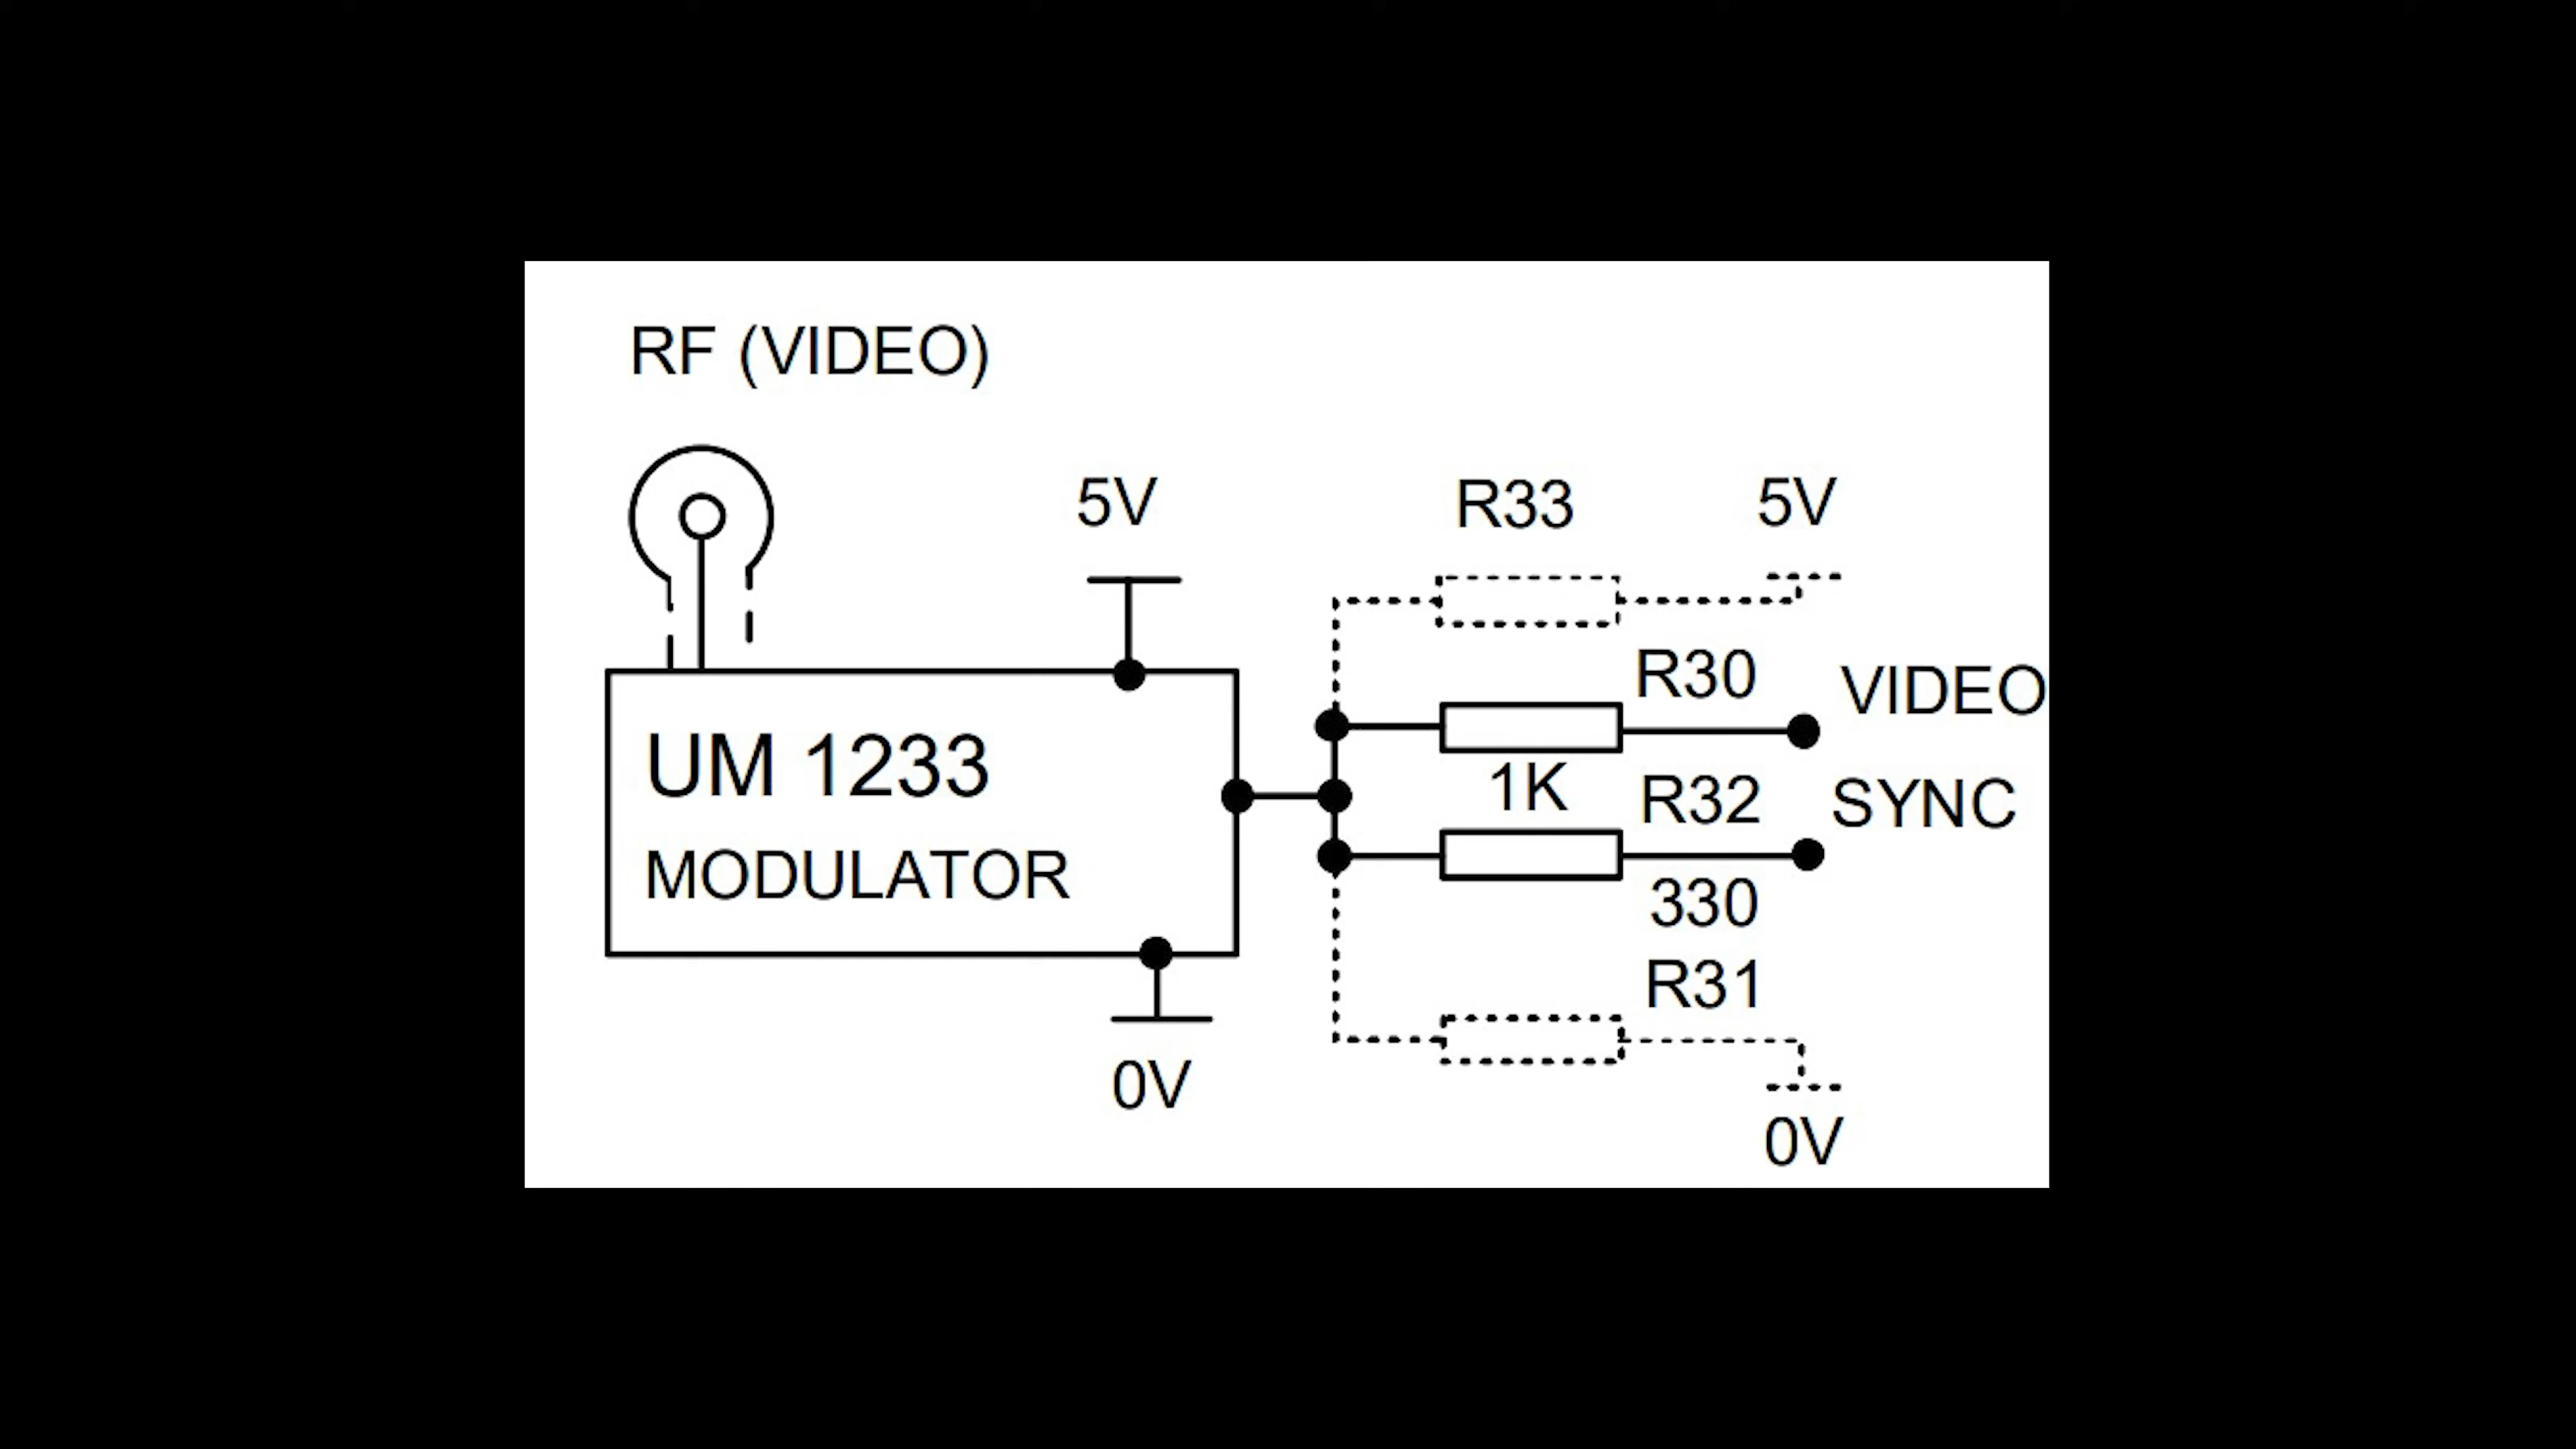 RF (VIDEO)
5V
R33
5V
R30
VIDEO
UM 1233
1K
R32
SYNC
MODULATOR
330
R31
0V
0V